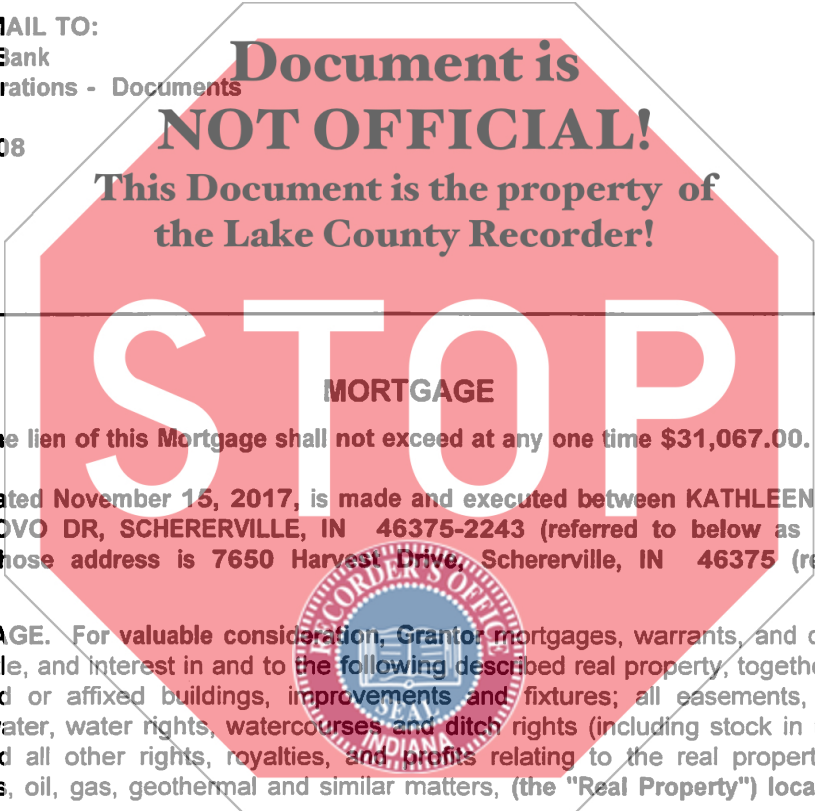 MAIL TO:
Bank
rations - Documents
08
Document is
NOT OFFICIAL!
This Document is the property of
the Lake County Recorder!
STOP
MORTGAGE
e lien of this Mortgage shall not exceed at any one time $31,067.00.
ated November 15, 2017, is made and executed between KATHLEEN
OVO DR, SCHERERVILLE, IN 46375-2243 (referred to below as
hose address is 7650 Harvest Drive, Schererville, IN 46375 (re
AGE. For valuable consideration, Grantor mortgages, warrants, and c
le, and interest in and to the following described real property, togethe
d or affixed buildings, improvements and fixtures; all easements,
ater, water rights, watercourses and ditch rights (including stock in
d all other rights, royalties, and profits relating to the real propert
s, oil, gas, geothermal and similar matters, (the "Real Property") loca
RECORDER'S OFFICE
SEAL
INDIANA